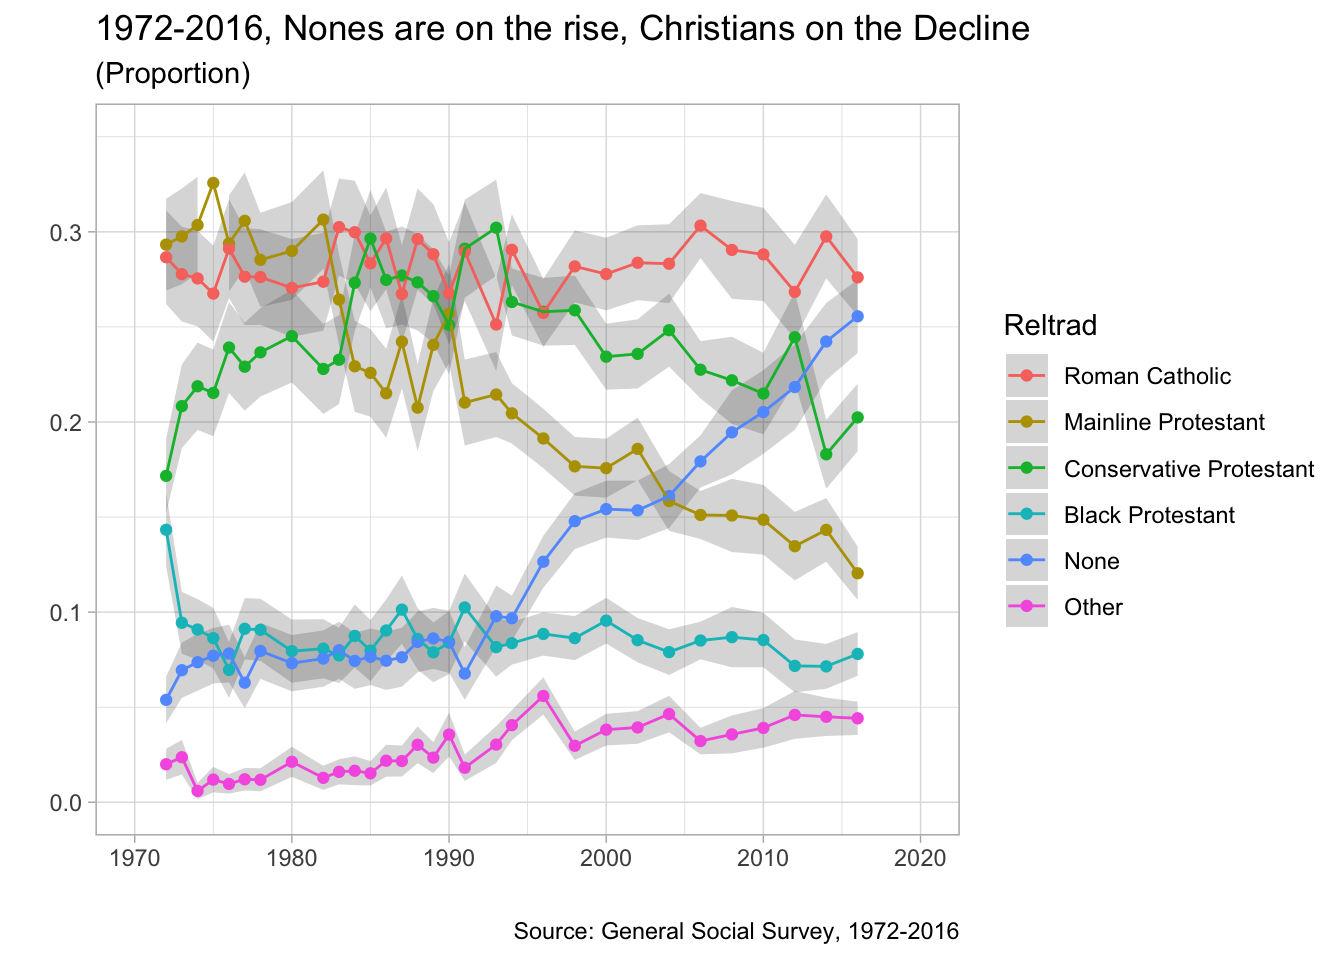 1972-2016, Nones are on the rise, Christians on the Decline
(Proportion)
0.3
0.2
0.1
0.0
1970 1980 1990 2000 2010 2020
Reltrad
Roman Catholic
Mainline Protestant
Conservative Protestant
Black Protestant
None
Other
Source: General Social Survey, 1972-2016